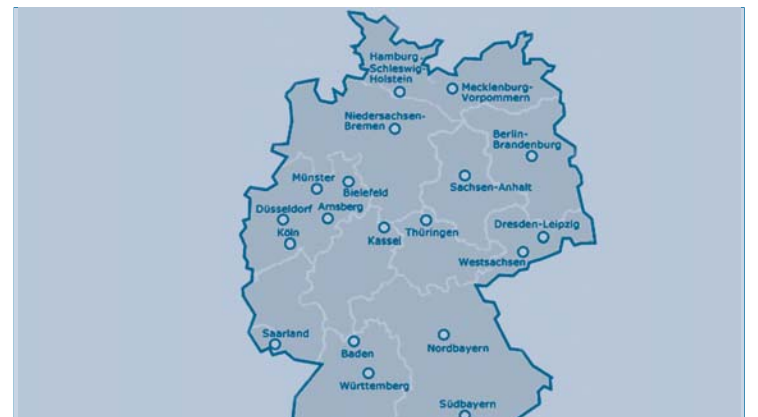 Hamburg-
Schleswig-
Holstein
Mecklenburg-
Vorpommern
Niedersachsen-
Bremen
Berlin-
Brandenburg
Münster
Bielefeld
Sachsen-Anhalt
Düsseldorf
Arnsberg
Köln
Kassel
Thüringen
Dresden-Leipzig
Westsachsen
Saarland
Baden
Nordbayern
Württemberg
Südbayern